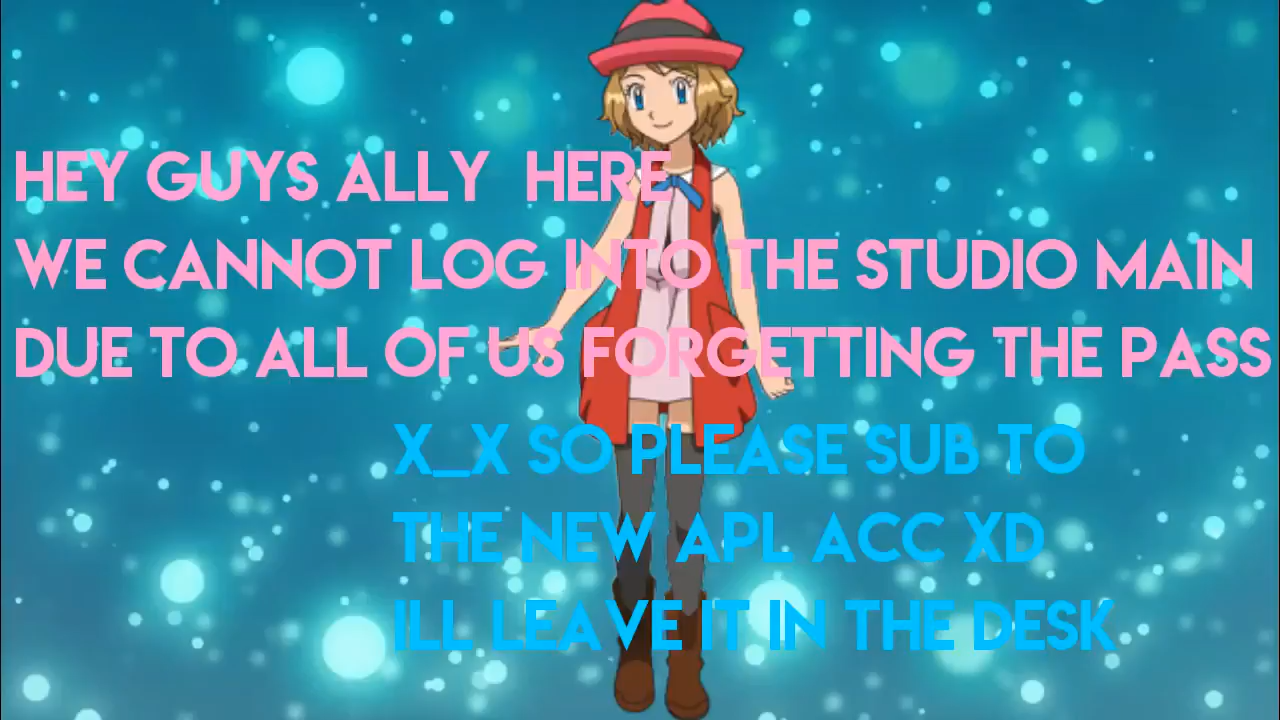 HEY GUYS ALLY HERE
WE CANNOT LOG INTO THE STUDIO MAIN
DUE TO ALL OF US FORGETTING THE PASS
X_X SO PLEASE SUB TO
THE NEW APL ACC XD
ILL LEAVE IT IN THE DESK